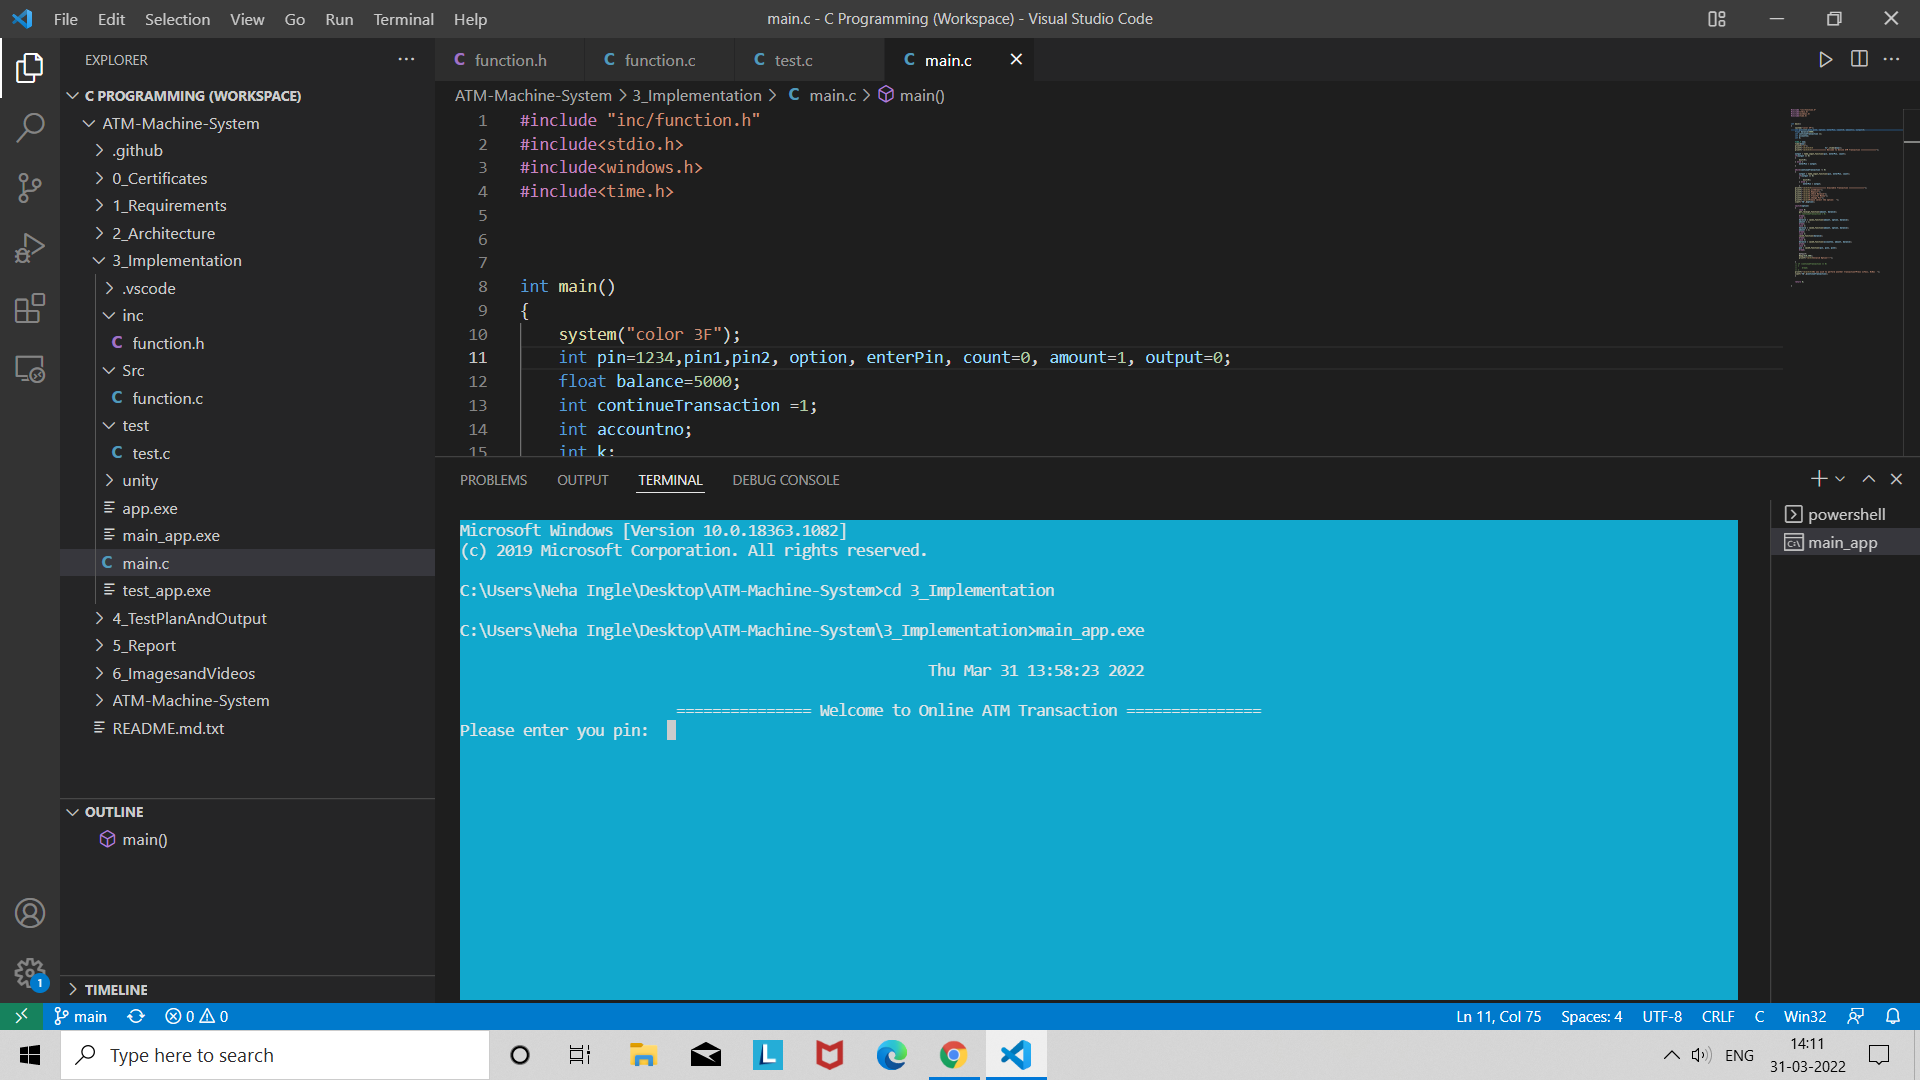 File Edit Selection View Go Run Terminal Help
main.c - C Programming (Workspace) - Visual Studio Code
EXPLORER
C PROGRAMMING (WORKSPACE)
ATM-Machine-System
.github
0_Certificates
1_Requirements
2_Architecture
3_Implementation
.vscode
inc
C function.h
Src
C function.c
test
C test.c
unity
app.exe
main_app.exe
C main.c
test_app.exe
4_TestPlanAndOutput
5_Report
6_ImagesandVideos
ATM-Machine-System
README.md.txt
OUTLINE
main()
TIMELINE
C function.h C function.c C test.c C main.c
ATM-Machine-System > 3_Implementation > C main.c > main()
1 #include "inc/function.h"
2 #include<stdio.h>
3 #include<windows.h>
4 #include<time.h>
5
6
7
8 int main()
9 {
10 system("color 3F");
11 int pin=1234,pin1,pin2, option, enterPin, count=0, amount=1, output=0;
12 float balance=5000;
13 int continueTransaction =1;
14 int accountno;
15 int k;
PROBLEMS OUTPUT TERMINAL DEBUG CONSOLE
powershell
main_app
Microsoft Windows [Version 10.0.18363.1082]
(c) 2019 Microsoft Corporation. All rights reserved.
C:\Users\Neha Ingle\Desktop\ATM-Machine-System>cd 3_Implementation
C:\Users\Neha Ingle\Desktop\ATM-Machine-System\3_Implementation>main_app.exe
Thu Mar 31 13:58:23 2022
=============== Welcome to Online ATM Transaction ===============
Please enter you pin:
1
main 0 0
Ln 11, Col 75 Spaces: 4 UTF-8 CRLF C Win32
Type here to search
L
ENG
14:11
31-03-2022